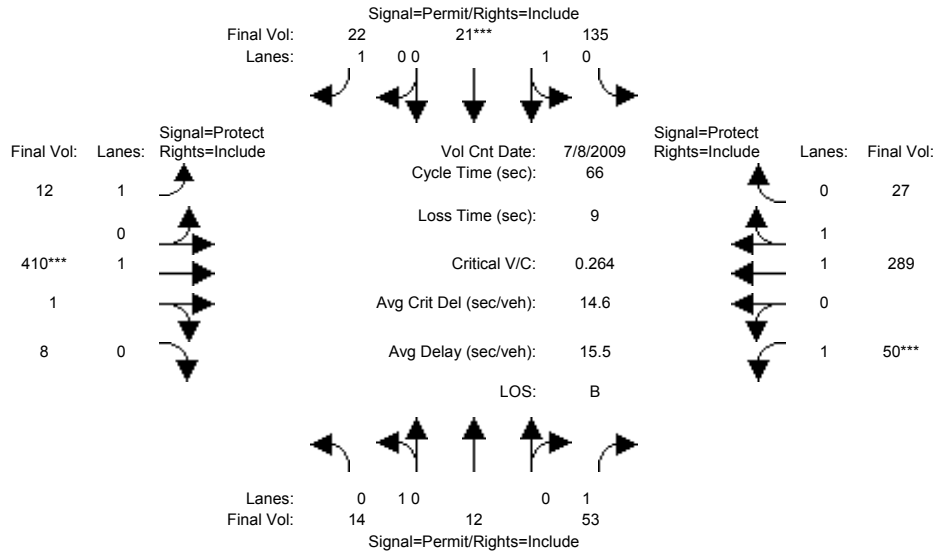 Signal=Permit/Rights=Include
Final Vol: 22 21*** 135
Lanes: 1 0 0 1 0
Signal=Protect Signal=Protect
Final Vol: Lanes: Rights=Include Vol Cnt Date: 7/8/2009 Rights=Include Lanes: Final Vol:
Cycle Time (sec): 66
12 1 0 27
Loss Time (sec): 9
0 1
410*** 1 Critical V/C: 0.264 1 289
1 Avg Crit Del (sec/veh): 14.6 0
8 0 Avg Delay (sec/veh): 15.5 1 50***
LOS: B
Lanes: 0 1 0 0 1
Final Vol: 14 12 53
Signal=Permit/Rights=Include